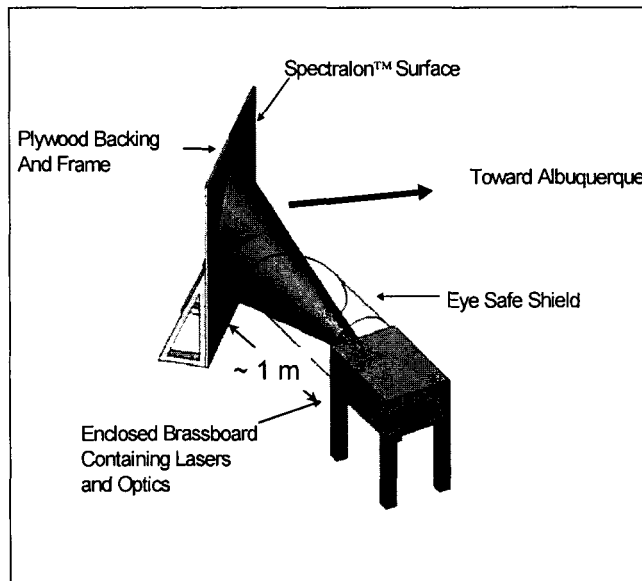 Spectralon™ Surface
Plywood Backing
And Frame
Toward Albuquerque
Eye Safe Shield
~ 1 m
Enclosed Brassboard
Containing Lasers
and Optics